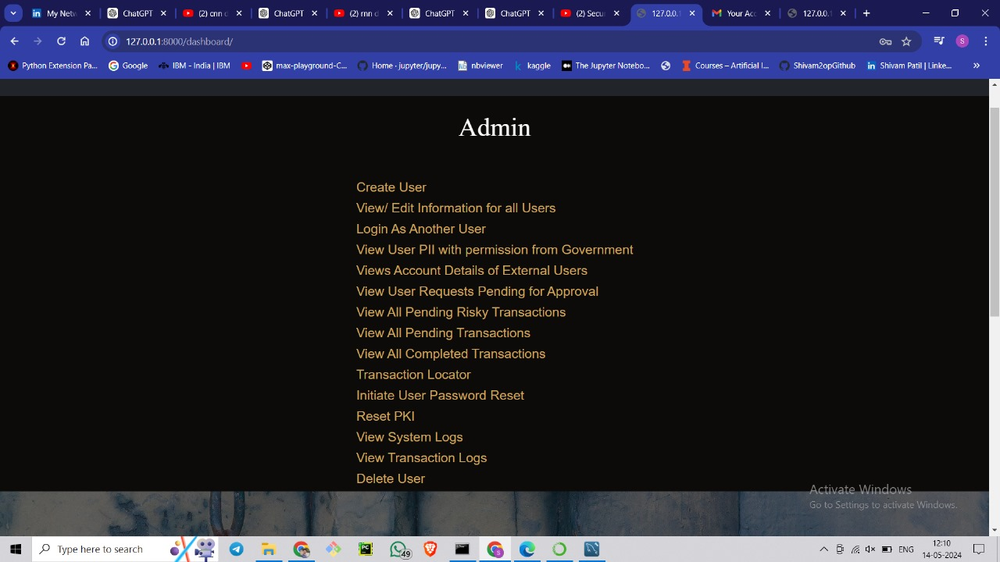 My Netw
ChatGPT
(2) cnn d
ChatGPT
(2) rnn d
ChatGPT
ChatGPT
(2) Secur
127.0.0.1
Your Acc
127.0.0.1
127.0.0.1:8000/dashboard/
S
Python Extension Pa...
Google
IBM - India | IBM
max-playground-C...
Home · jupyter/jupy...
nbviewer
kaggle
The Jupyter Notebo...
Courses – Artificial I...
ShivamZopGithub
Shivam Patil | Linke...
Admin
Create User
View/ Edit Information for all Users
Login As Another User
View User PII with permission from Government
Views Account Details of External Users
View User Requests Pending for Approval
View All Pending Risky Transactions
View All Pending Transactions
View All Completed Transactions
Transaction Locator
Initiate User Password Reset
Reset PKI
View System Logs
View Transaction Logs
Delete User
Activate Windows
Go to Settings to activate Windows.
Type here to search
49
ENG
12:10
14-05-2024